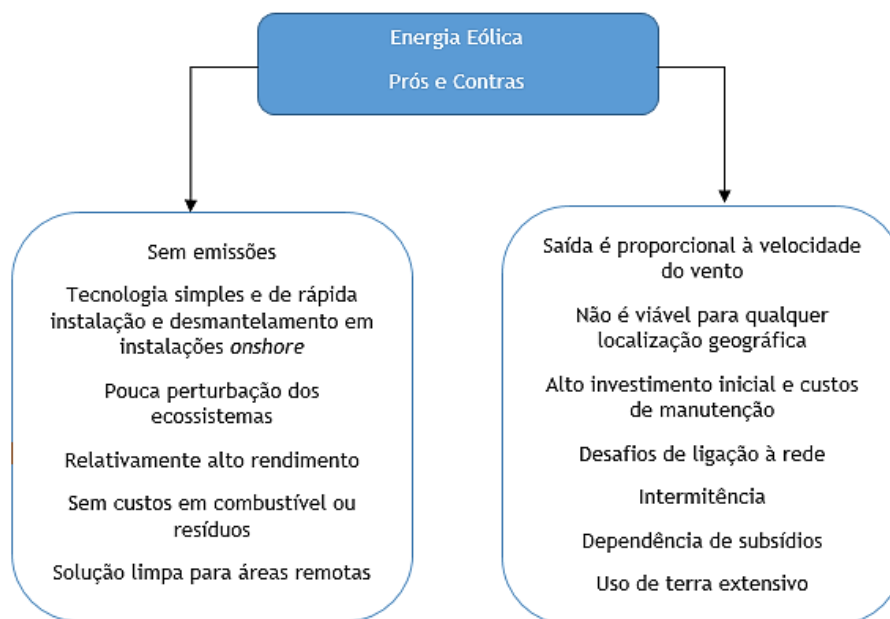 Energia Eólica
Prós e Contras
Sem emissões
Tecnologia simples e de rápida
instalação e desmantelamento em
instalações onshore
Pouca perturbação dos
ecossistemas
Relativamente alto rendimento
Sem custos em combustível ou
resíduos
Solução limpa para áreas remotas
Saída é proporcional à velocidade
do vento
Não é viável para qualquer
localização geográfica
Alto investimento inicial e custos
de manutenção
Desafios de ligação à rede
Intermitência
Dependência de subsídios
Uso de terra extensivo